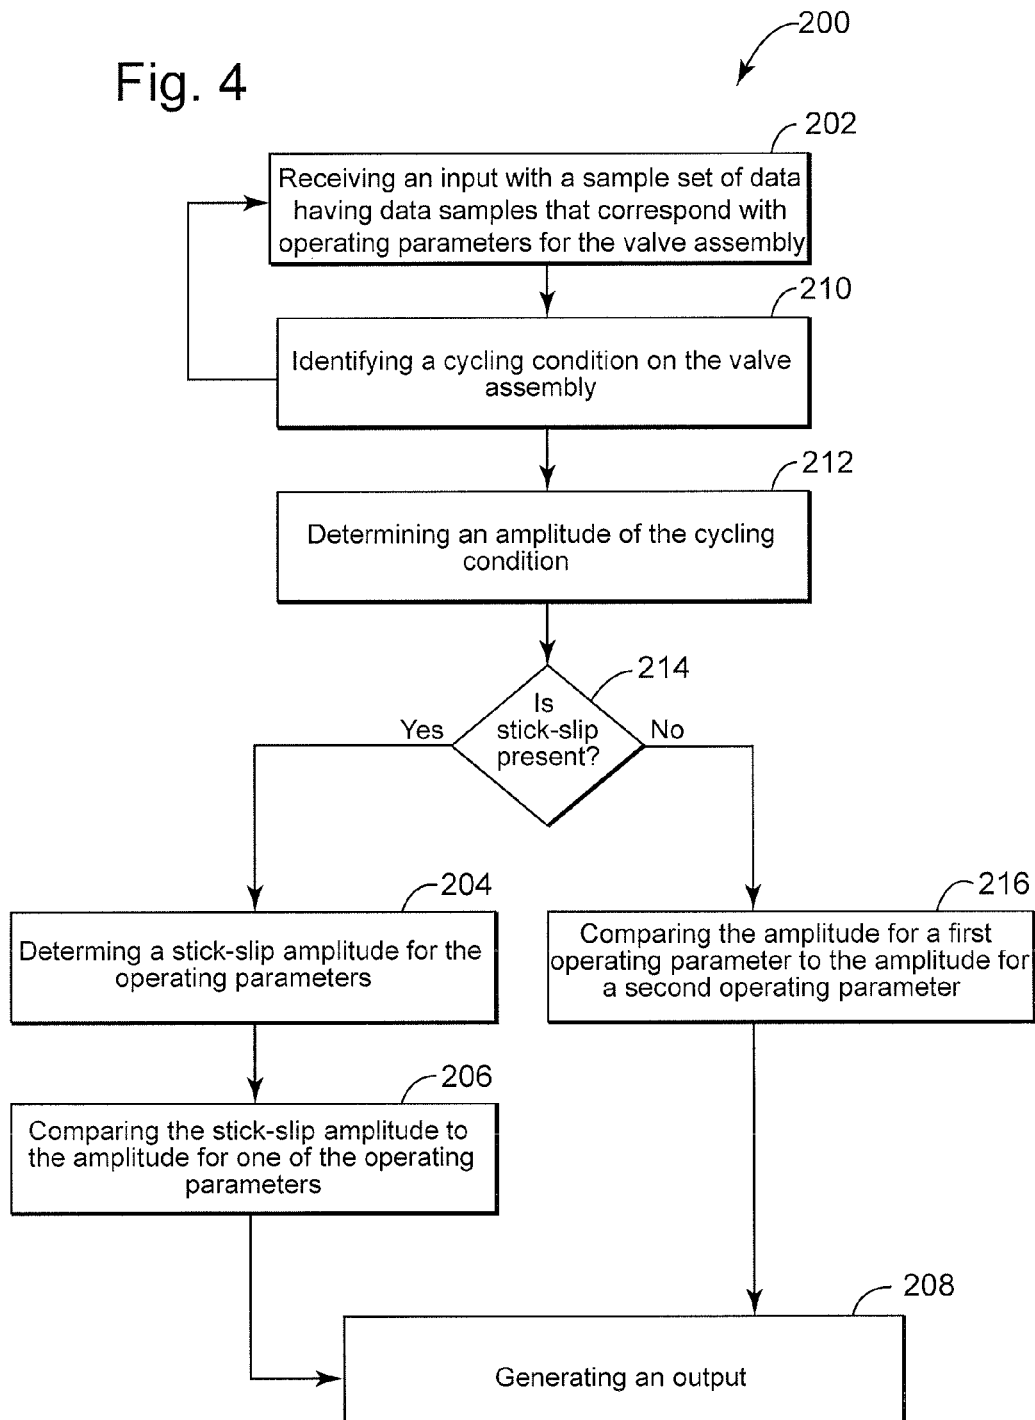 200
Fig. 4
202
Receiving an input with a sample set of data
having data samples that correspond with
operating parameters for the valve assembly
210
Identifying a cycling condition on the valve
assembly
212
Determining an amplitude of the cycling
condition
214
Is
stick-slip
present?
Yes
No
204
Determing a stick-slip amplitude for the
operating parameters
216
Comparing the amplitude for a first
operating parameter to the amplitude for
a second operating parameter
206
Comparing the stick-slip amplitude to
the amplitude for one of the operating
parameters
208
Generating an output